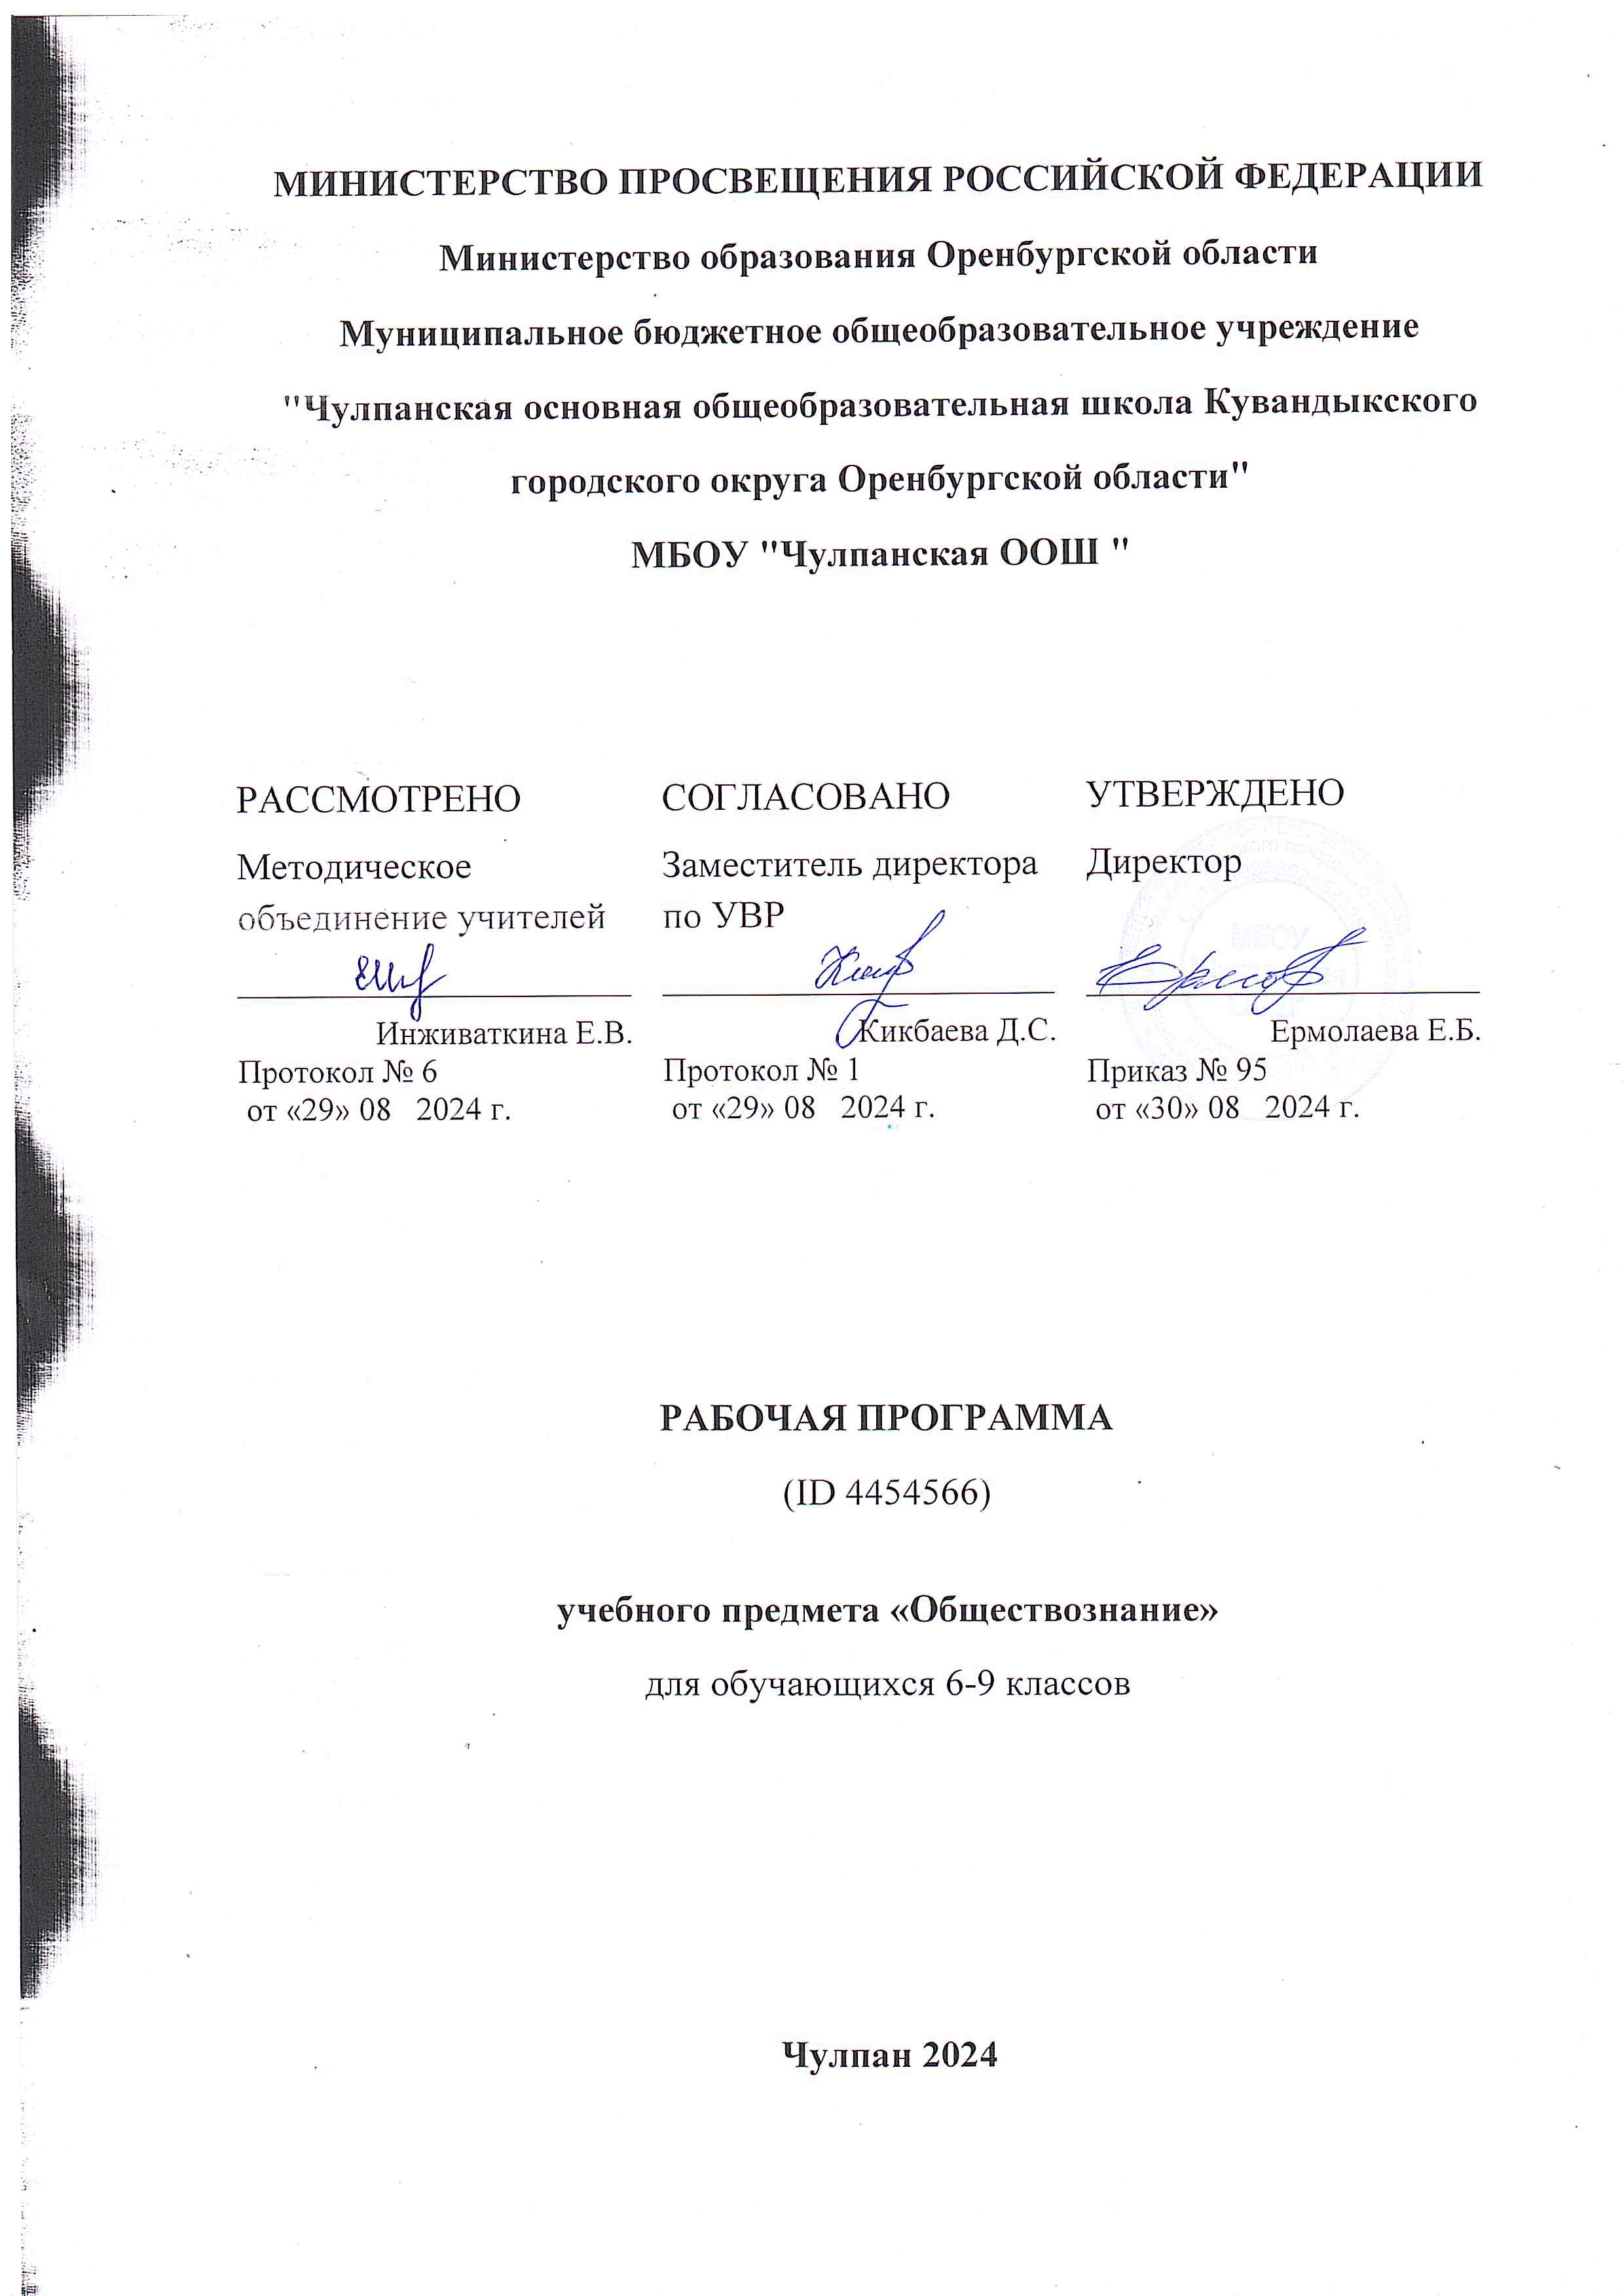 МИНИСТЕРСТВО ПРОСВЕЩЕНИЯ РОССИЙСКОЙ ФЕДЕРАЦИИ
Министерство образования Оренбургской области
Муниципальное бюджетное общеобразовательное учреждение
"Чулпанская основная общеобразовательная школа Кувандыкского
городского округа Оренбургской области"
МБОУ "Чулпанская ООШ "
РАССМОТРЕНО
Методическое
объединение учителей
Инживаткина Е.В.
Протокол № 6
от «29» 08 2024 г.
СОГЛАСОВАНО
Заместитель директора
по УВР
Кикбаева Д.С.
Протокол № 1
от «29» 08 2024 г.
УТВЕРЖДЕНО
Директор
МБОУ
Ермолаева Е.Б.
Приказ № 95
от «30» 08 2024 г.
РАБОЧАЯ ПРОГРАММА
(ID 4454566)
учебного предмета «Обществознание»
для обучающихся 6-9 классов
Чулпан 2024